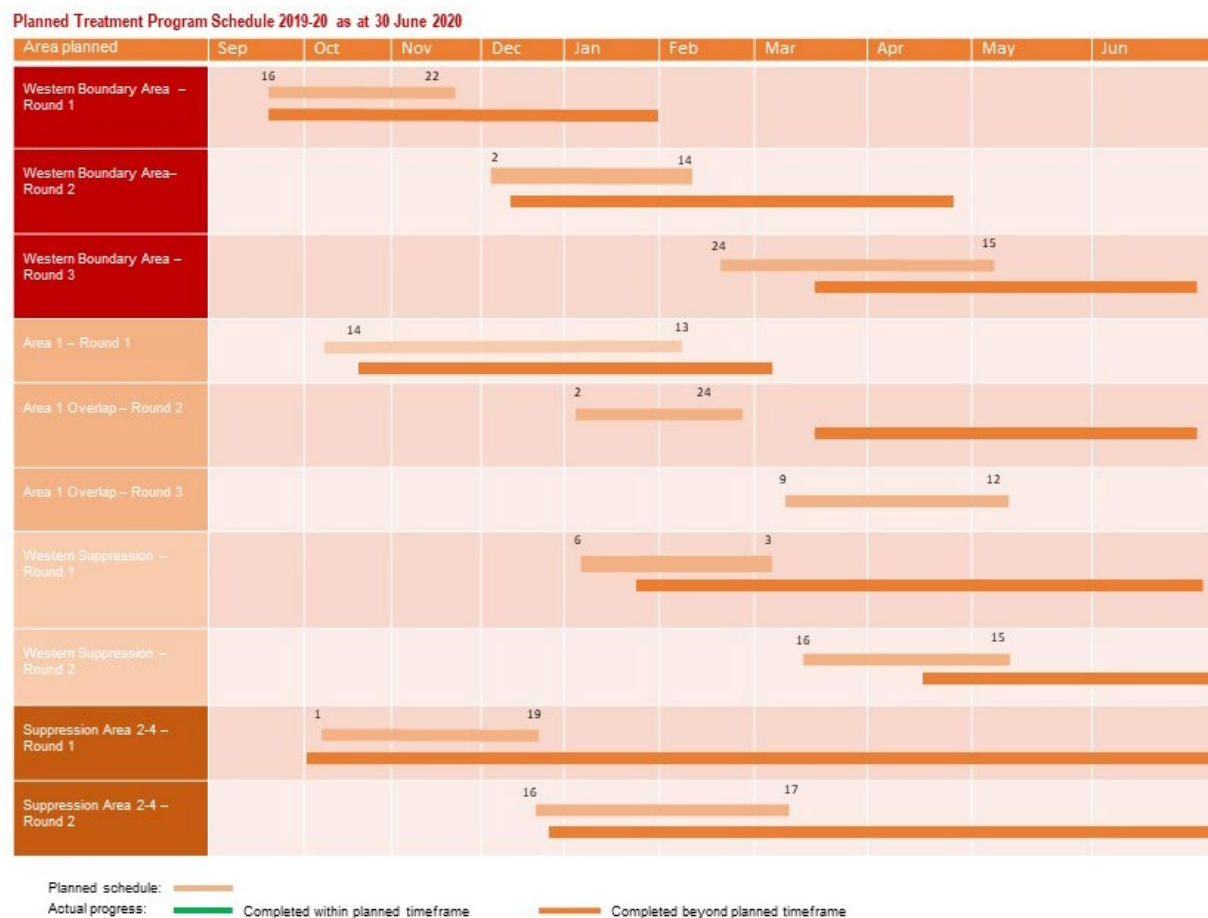 Planned Treatment Program Schedule 2019-20 as at 30 June 2020
Area planned Sep Oct Nov Dec Jan Feb Mar Apr May Jun
Western Boundary Area –
Round 1
16 22
Western Boundary Area–
Round 2
2 14
Western Boundary Area –
Round 3
24 15
Area 1 – Round 1
14 13
Area 1 Overlap – Round 2
2 24
Area 1 Overlap – Round 3
9 12
Western Suppression –
Round 1
6 3
Western Suppression –
Round 2
16 15
Suppression Area 2-4 –
Round 1
1 19
Suppression Area 2-4 –
Round 2
16 17
Planned schedule:
Actual progress: Completed within planned timeframe Completed beyond planned timeframe